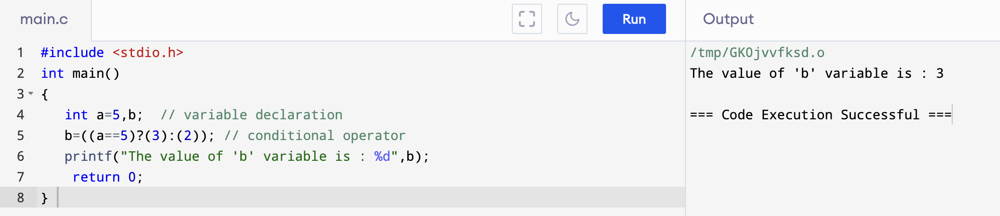 main.c
Run
Output
1 #include <stdio.h>
2 int main()
3 {
4    int a=5,b;  // variable declaration
5    b=((a==5)?(3):(2)); // conditional operator
6    printf("The value of 'b' variable is : %d",b);
7     return 0;
8 }
/tmp/GK0jvvfksd.o
The value of 'b' variable is : 3
=== Code Execution Successful ===